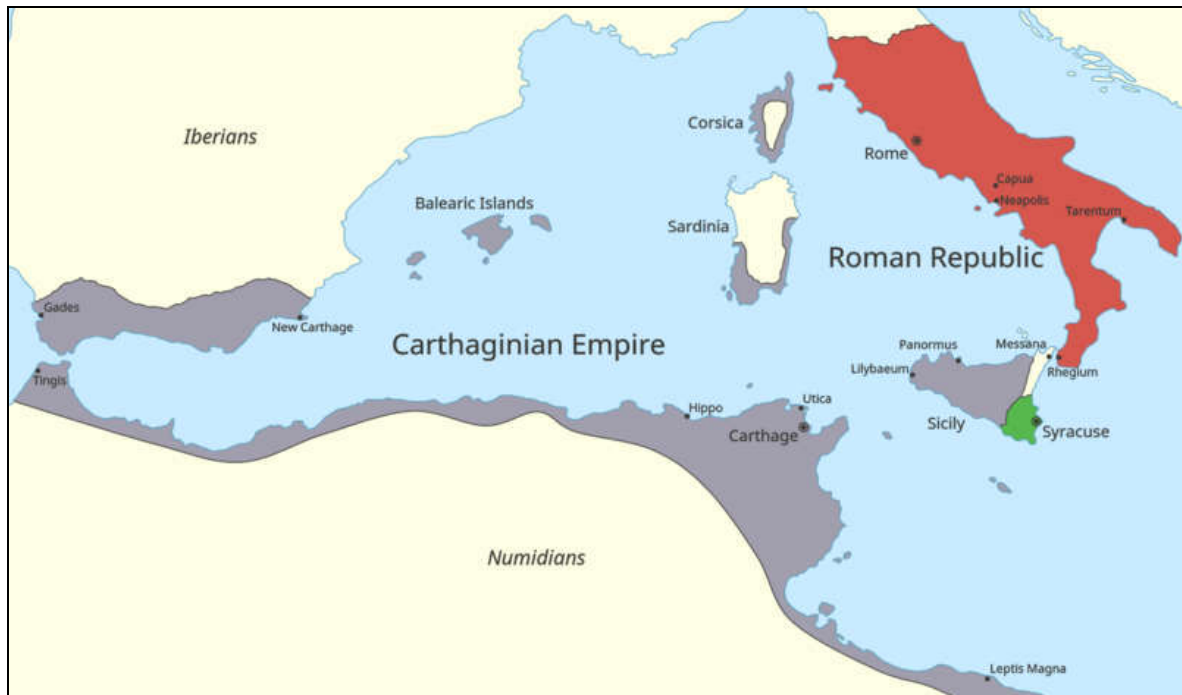 Iberians
Corsica
Rome
Capua
Neapolis
Balearic Islands
Tarentum
Sardinia
Roman Republic
Gades
New Carthage
Carthaginian Empire
Panormus
Messana
Lilybaeum
Rhegium
Tingis
Utica
Hippo
Carthage
Sicily
Syracuse
Numidians
Leptis Magna